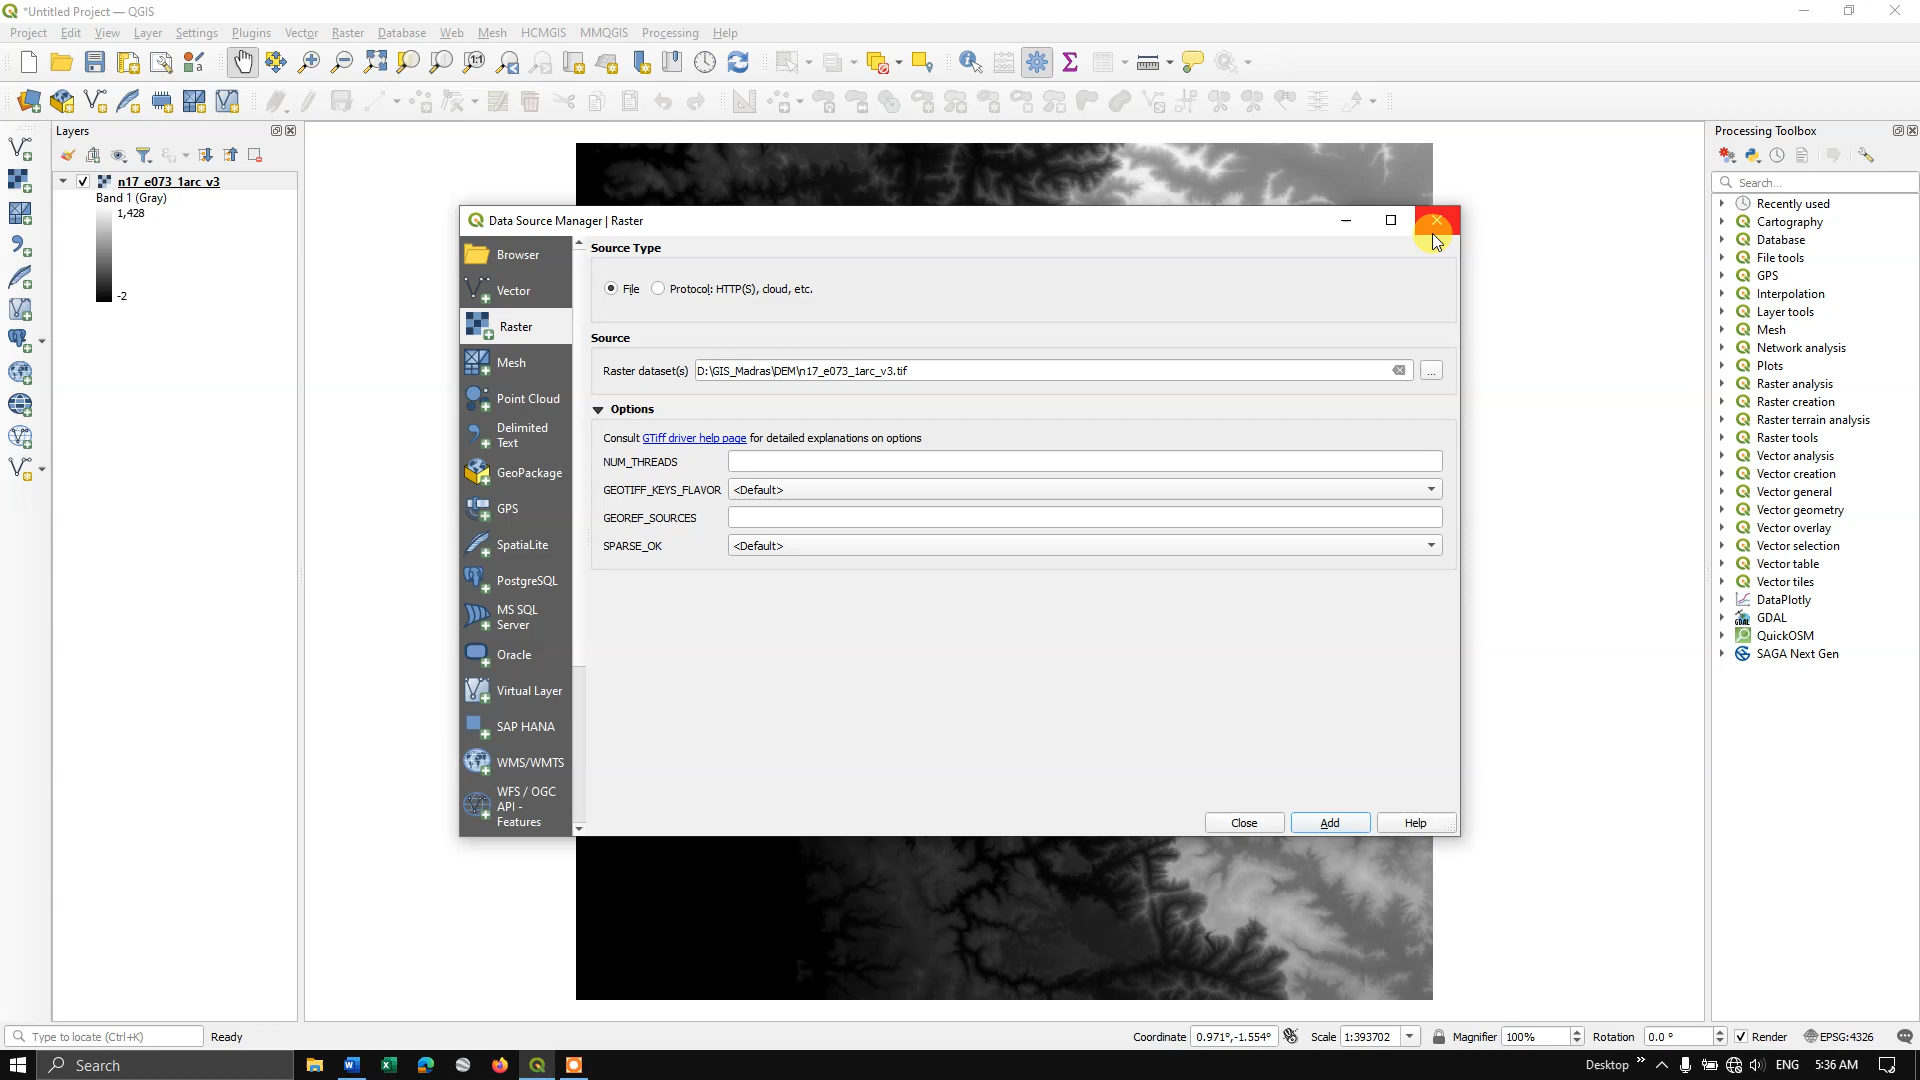 *Untitled Project — QGIS
Project Edit View Layer Settings Plugins Vector Raster Database Web Mesh HCMGIS MMQGIS Processing Help
Layers
n17_e073_1arc_v3
Band 1 (Gray)
1,428
-2
Data Source Manager | Raster
Browser
Vector
Raster
Mesh
Point Cloud
Delimited
Text
GeoPackage
GPS
SpatiaLite
PostgreSQL
MS SQL
Server
Oracle
Virtual Layer
SAP HANA
WMS/WMTS
WFS / OGC
API -
Features
Source Type
File Protocol: HTTP(S), cloud, etc.
Source
Raster dataset(s) D:\GIS_Madras\DEM\n17_e073_1arc_v3.tif ...
Options
Consult GTiff driver help page for detailed explanations on options
NUM_THREADS
GEOTIFF_KEYS_FLAVOR <Default>
GEOREF_SOURCES
SPARSE_OK <Default>
Close Add Help
Processing Toolbox
Search...
Recently used
Cartography
Database
File tools
GPS
Interpolation
Layer tools
Mesh
Network analysis
Plots
Raster analysis
Raster creation
Raster terrain analysis
Raster tools
Vector analysis
Vector creation
Vector general
Vector geometry
Vector overlay
Vector selection
Vector table
Vector tiles
DataPlotly
GDAL
QuickOSM
SAGA Next Gen
Type to locate (Ctrl+K) Ready Coordinate 0.971°,-1.554° Scale 1:393702 Magnifier 100% Rotation 0.0 ° Render EPSG:4326
Search Desktop » ENG 5:36 AM